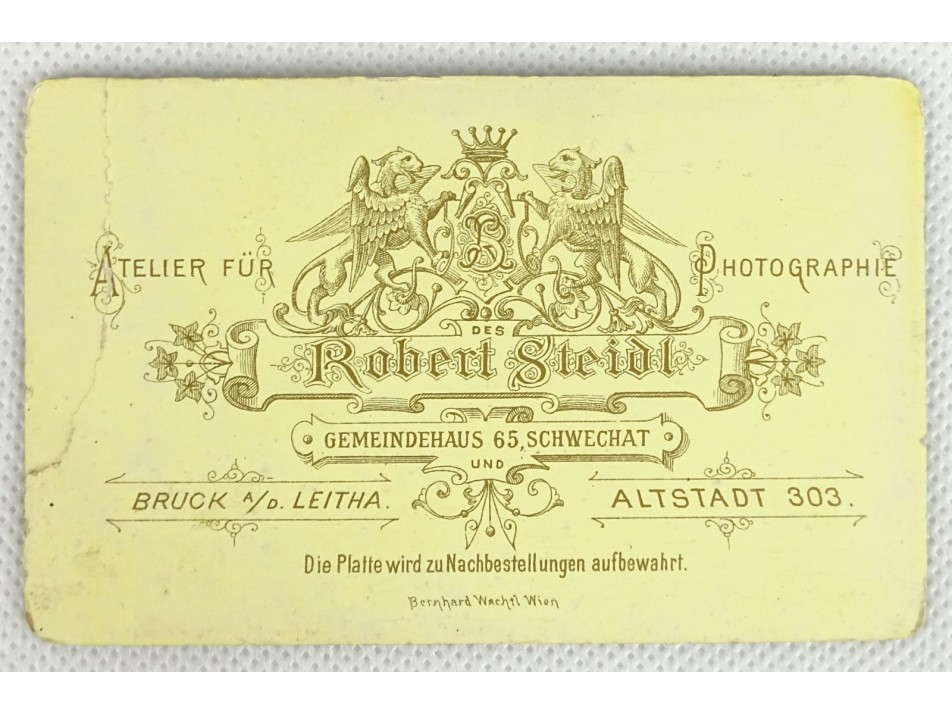 ATELIER FÜR PHOTOGRAPHIE
DES
Robert Steidl
GEMEINDEHAUS 65, SCHWECHAT
UND
BRUCK A/D. LEITHA. ALTSTADT 303.
Die Platte wird zu Nachbestellungen aufbewahrt.
Bernhard Wachtl Wien